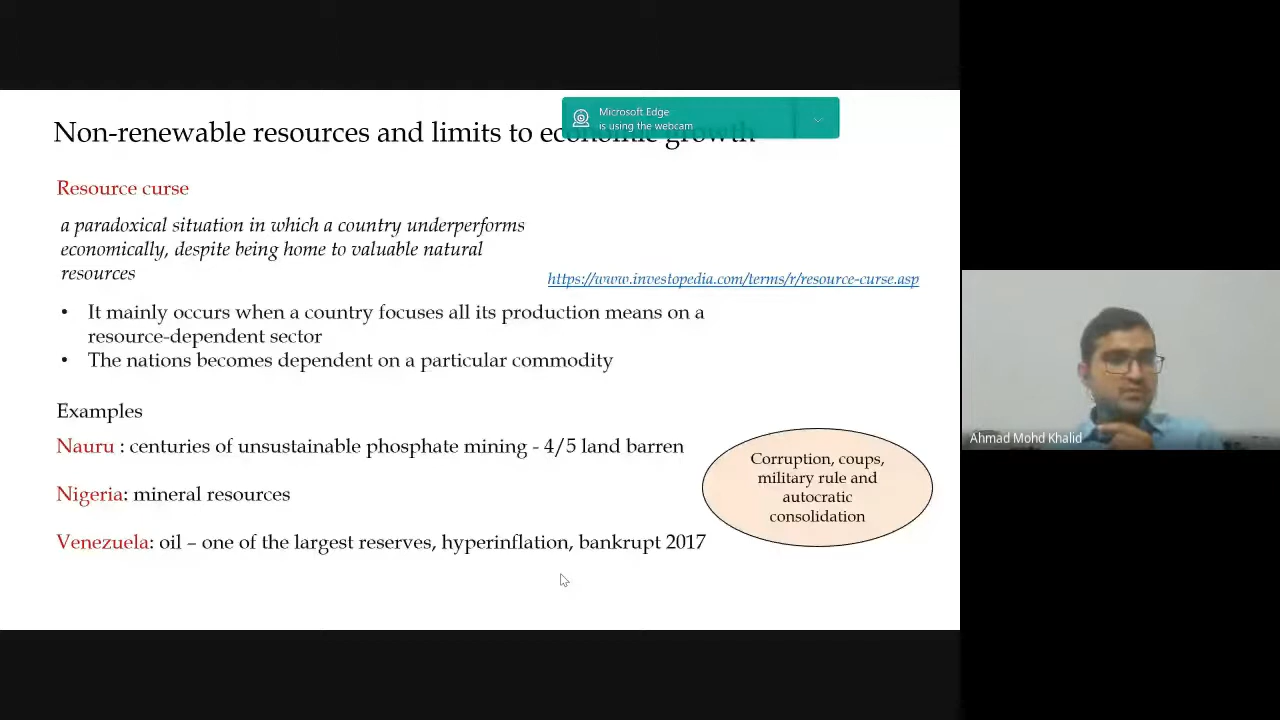 Microsoft Edge
is using the webcam
Non-renewable resources and limits to economic growth
Resource curse
a paradoxical situation in which a country underperforms
economically, despite being home to valuable natural
resources
https://www.investopedia.com/terms/r/resource-curse.asp
• It mainly occurs when a country focuses all its production means on a
resource-dependent sector
• The nations becomes dependent on a particular commodity
Examples
Nauru : centuries of unsustainable phosphate mining - 4/5 land barren
Nigeria: mineral resources
Venezuela: oil – one of the largest reserves, hyperinflation, bankrupt 2017
Corruption, coups,
military rule and
autocratic
consolidation
Ahmad Mohd Khalid